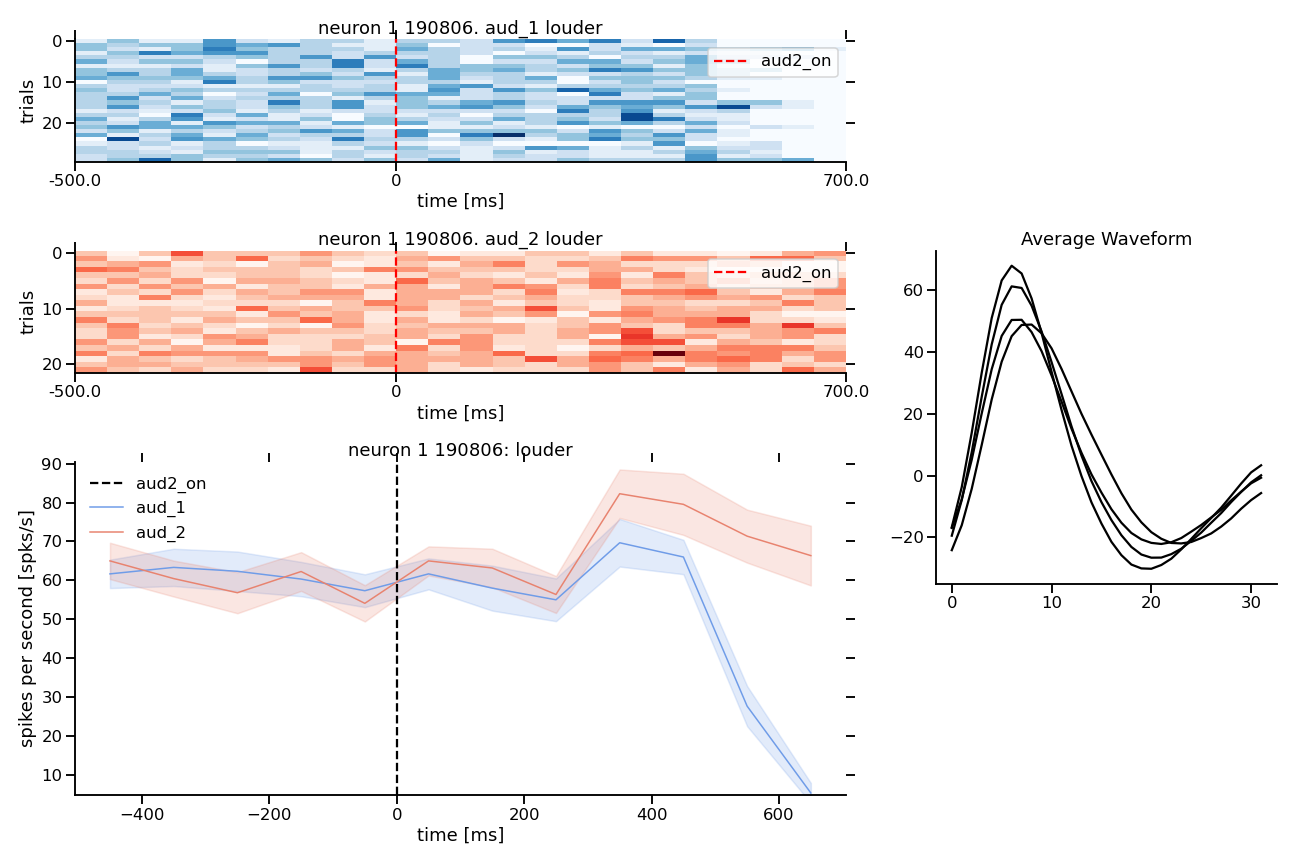 neuron 1 190806. aud_1 louder
0
10
20
trials
aud2_on
-500.0 0 700.0
time [ms]
neuron 1 190806. aud_2 louder
0
10
20
trials
aud2_on
-500.0 0 700.0
time [ms]
neuron 1 190806: louder
90
80
70
60
50
40
30
20
10
spikes per second [spks/s]
aud2_on
aud_1
aud_2
−400 −200 0 200 400 600
time [ms]
Average Waveform
60
40
20
0
−20
0 10 20 30